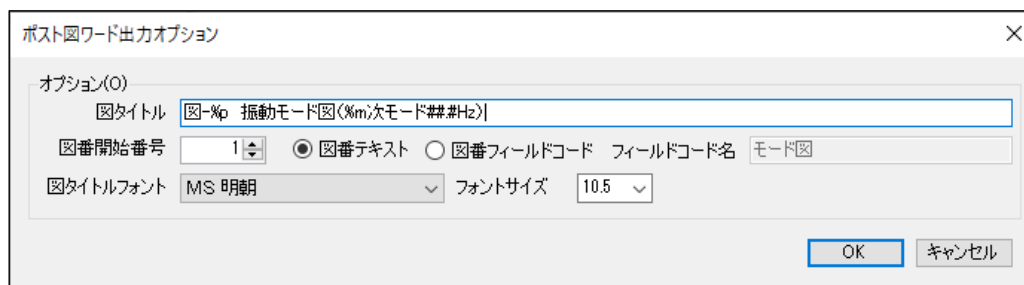 ポスト図ワード出力オプション
オプション(O)
図タイトル 図-%p 振動モード図(%m次モード##.#Hz)
図番開始番号 1 図番テキスト 図番フィールドコード フィールドコード名 モード図
図タイトルフォント MS 明朝 フォントサイズ 10.5
OK キャンセル